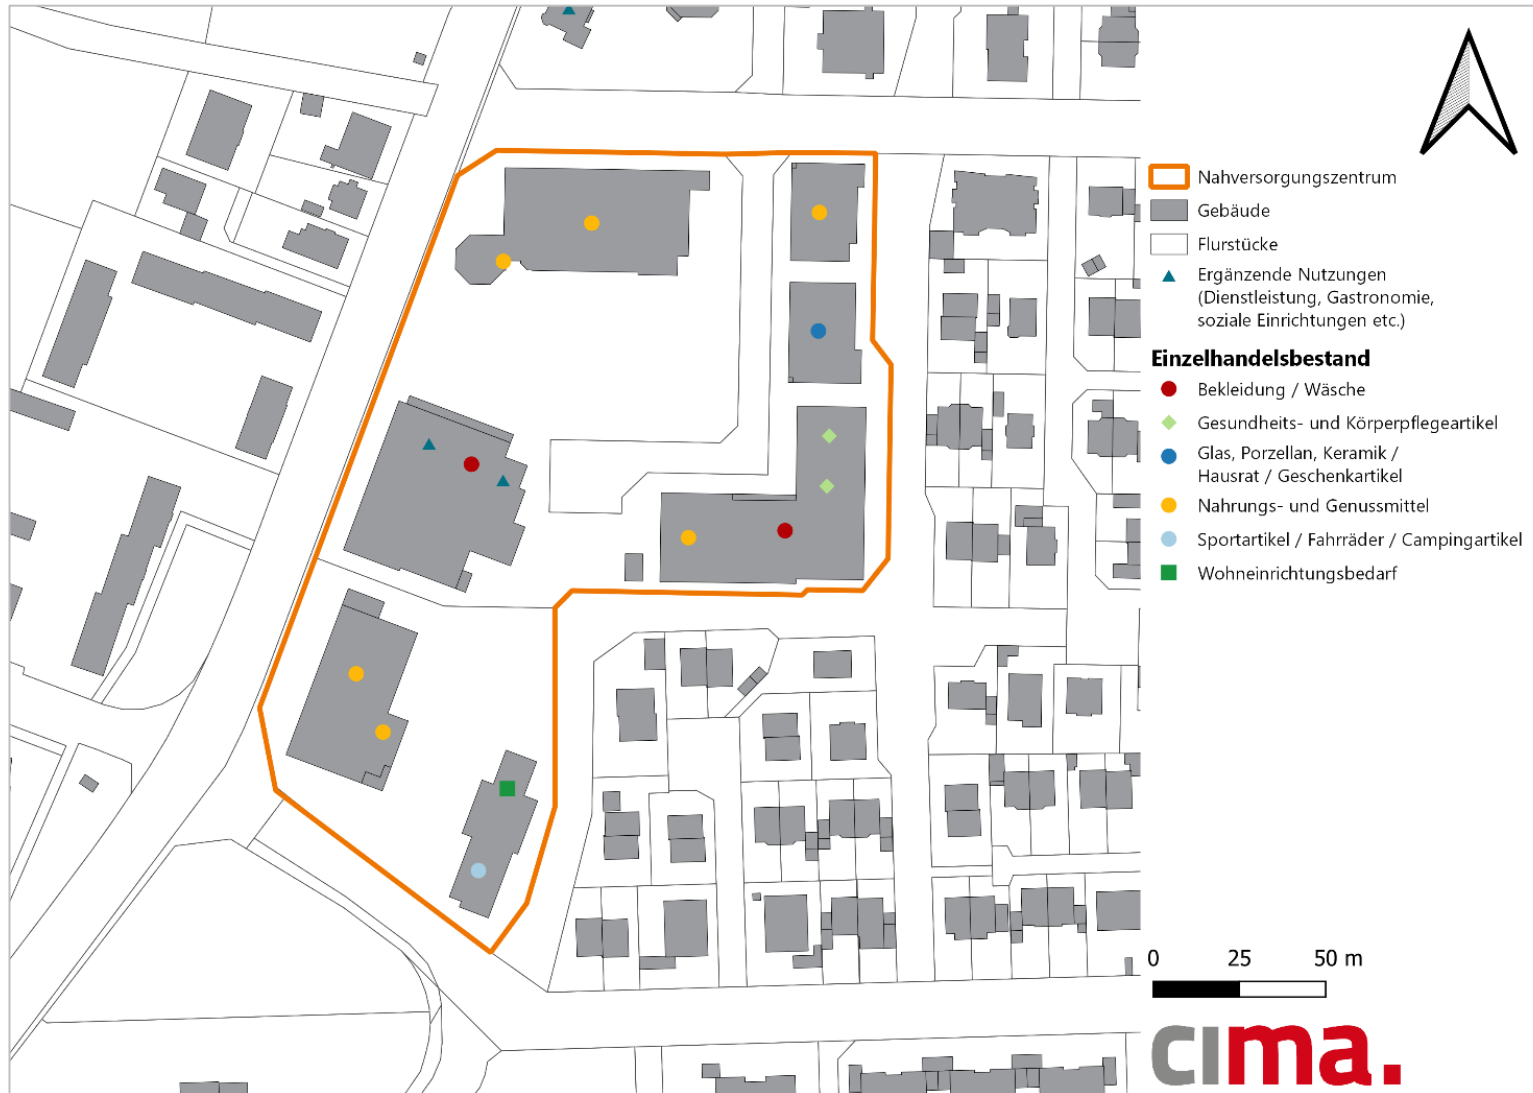 Nahversorgungszentrum
Gebäude
Flurstücke
Ergänzende Nutzungen
(Dienstleistung, Gastronomie,
soziale Einrichtungen etc.)
Einzelhandelsbestand
Bekleidung / Wäsche
Gesundheits- und Körperpflegeartikel
Glas, Porzellan, Keramik /
Hausrat / Geschenkartikel
Nahrungs- und Genussmittel
Sportartikel / Fahrräder / Campingartikel
Wohneinrichtungsbedarf
0 25 50 m
cima.